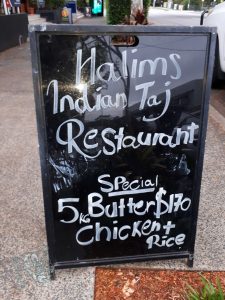 Halims
Indian Taj
Restaurant
SPecial
5KG Butter $170
Chicken +
Rice